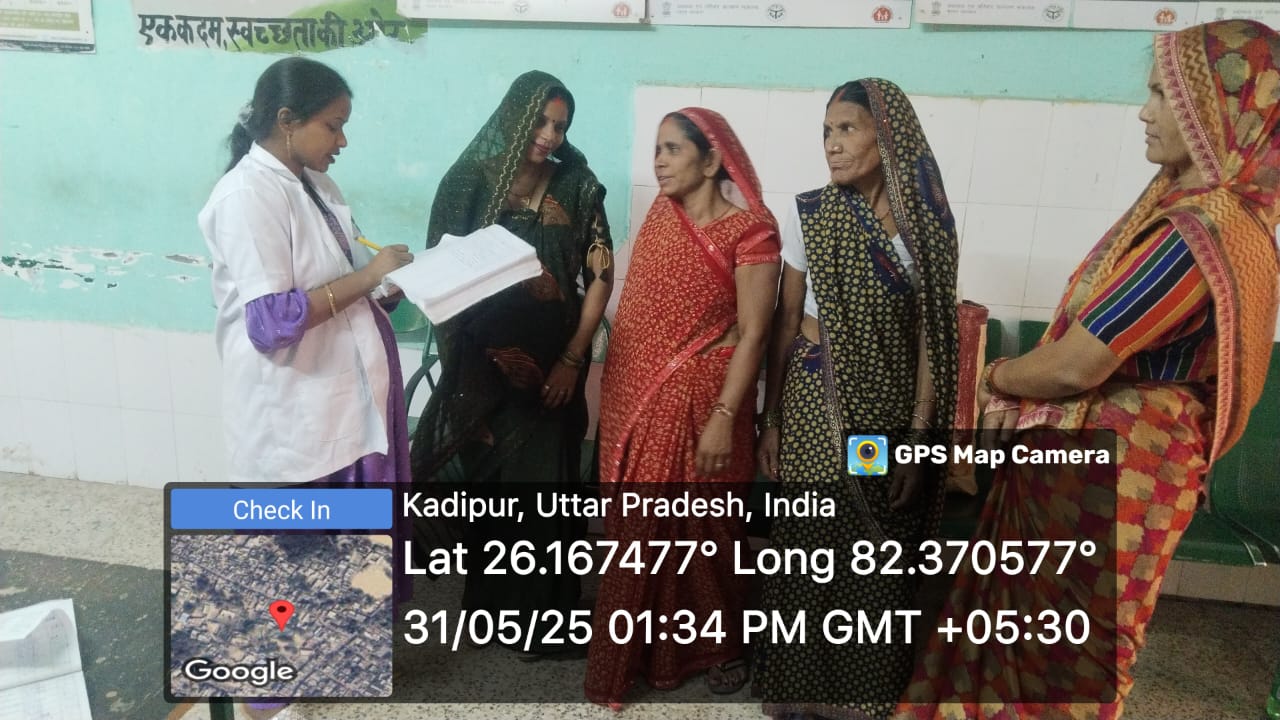 एक कदम, स्वच्छता की ओर
GPS Map Camera
Check In
Kadipur, Uttar Pradesh, India
Lat 26.167477° Long 82.370577°
31/05/25 01:34 PM GMT +05:30
Google